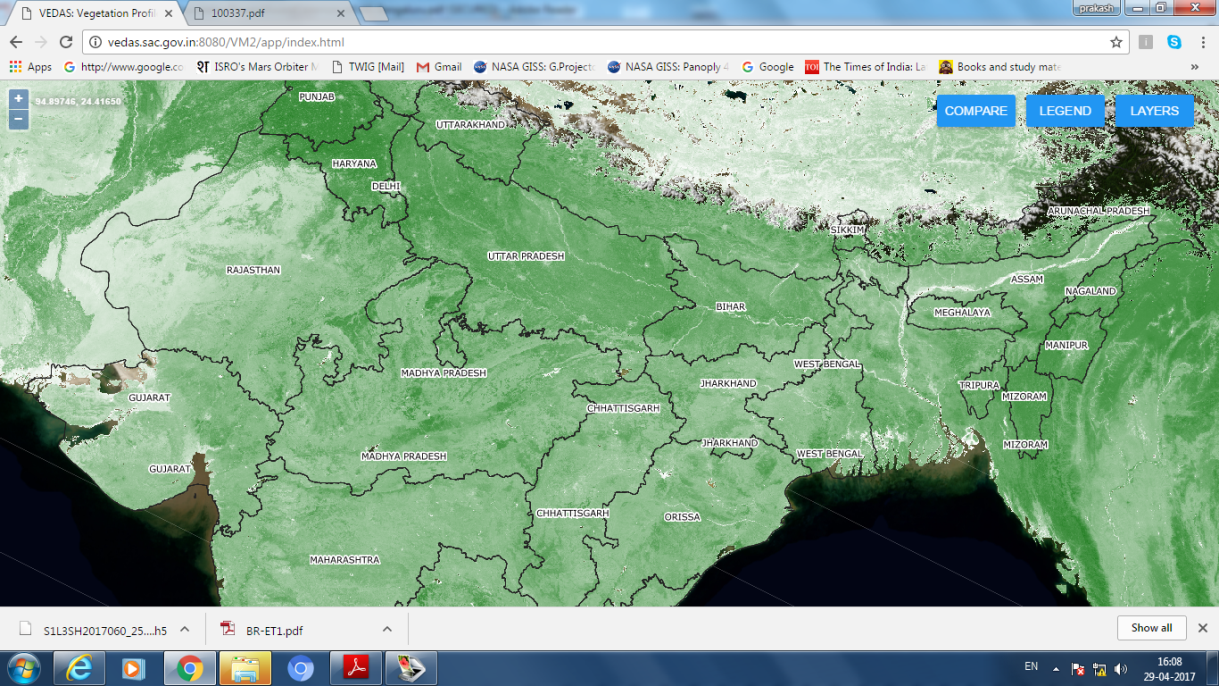 VEDAS: Vegetation Profil
100337.pdf
prakash
vedas.sac.gov.in:8080/VM2/app/index.html
Apps
http://www.google.co
ISRO's Mars Orbiter M
TWIG [Mail]
Gmail
NASA GISS: G.Project
NASA GISS: Panoply 4
Google
TOI
The Times of India: La
Books and study mate
»
+
94.89746, 24.41650
−
COMPARE
LEGEND
LAYERS
PUNJAB
UTTARAKHAND
HARYANA
DELHI
ARUNACHAL PRADESH
SIKKIM
UTTAR PRADESH
RAJASTHAN
ASSAM
NAGALAND
BIHAR
MEGHALAYA
MANIPUR
WEST BENGAL
MADHYA PRADESH
JHARKHAND
TRIPURA
MIZORAM
GUJARAT
CHHATTISGARH
JHARKHAND
MIZORAM
MADHYA PRADESH
WEST BENGAL
GUJARAT
CHHATTISGARH
ORISSA
MAHARASHTRA
S1L3SH2017060_25....h5
BR-ET1.pdf
Show all
EN
16:08
29-04-2017